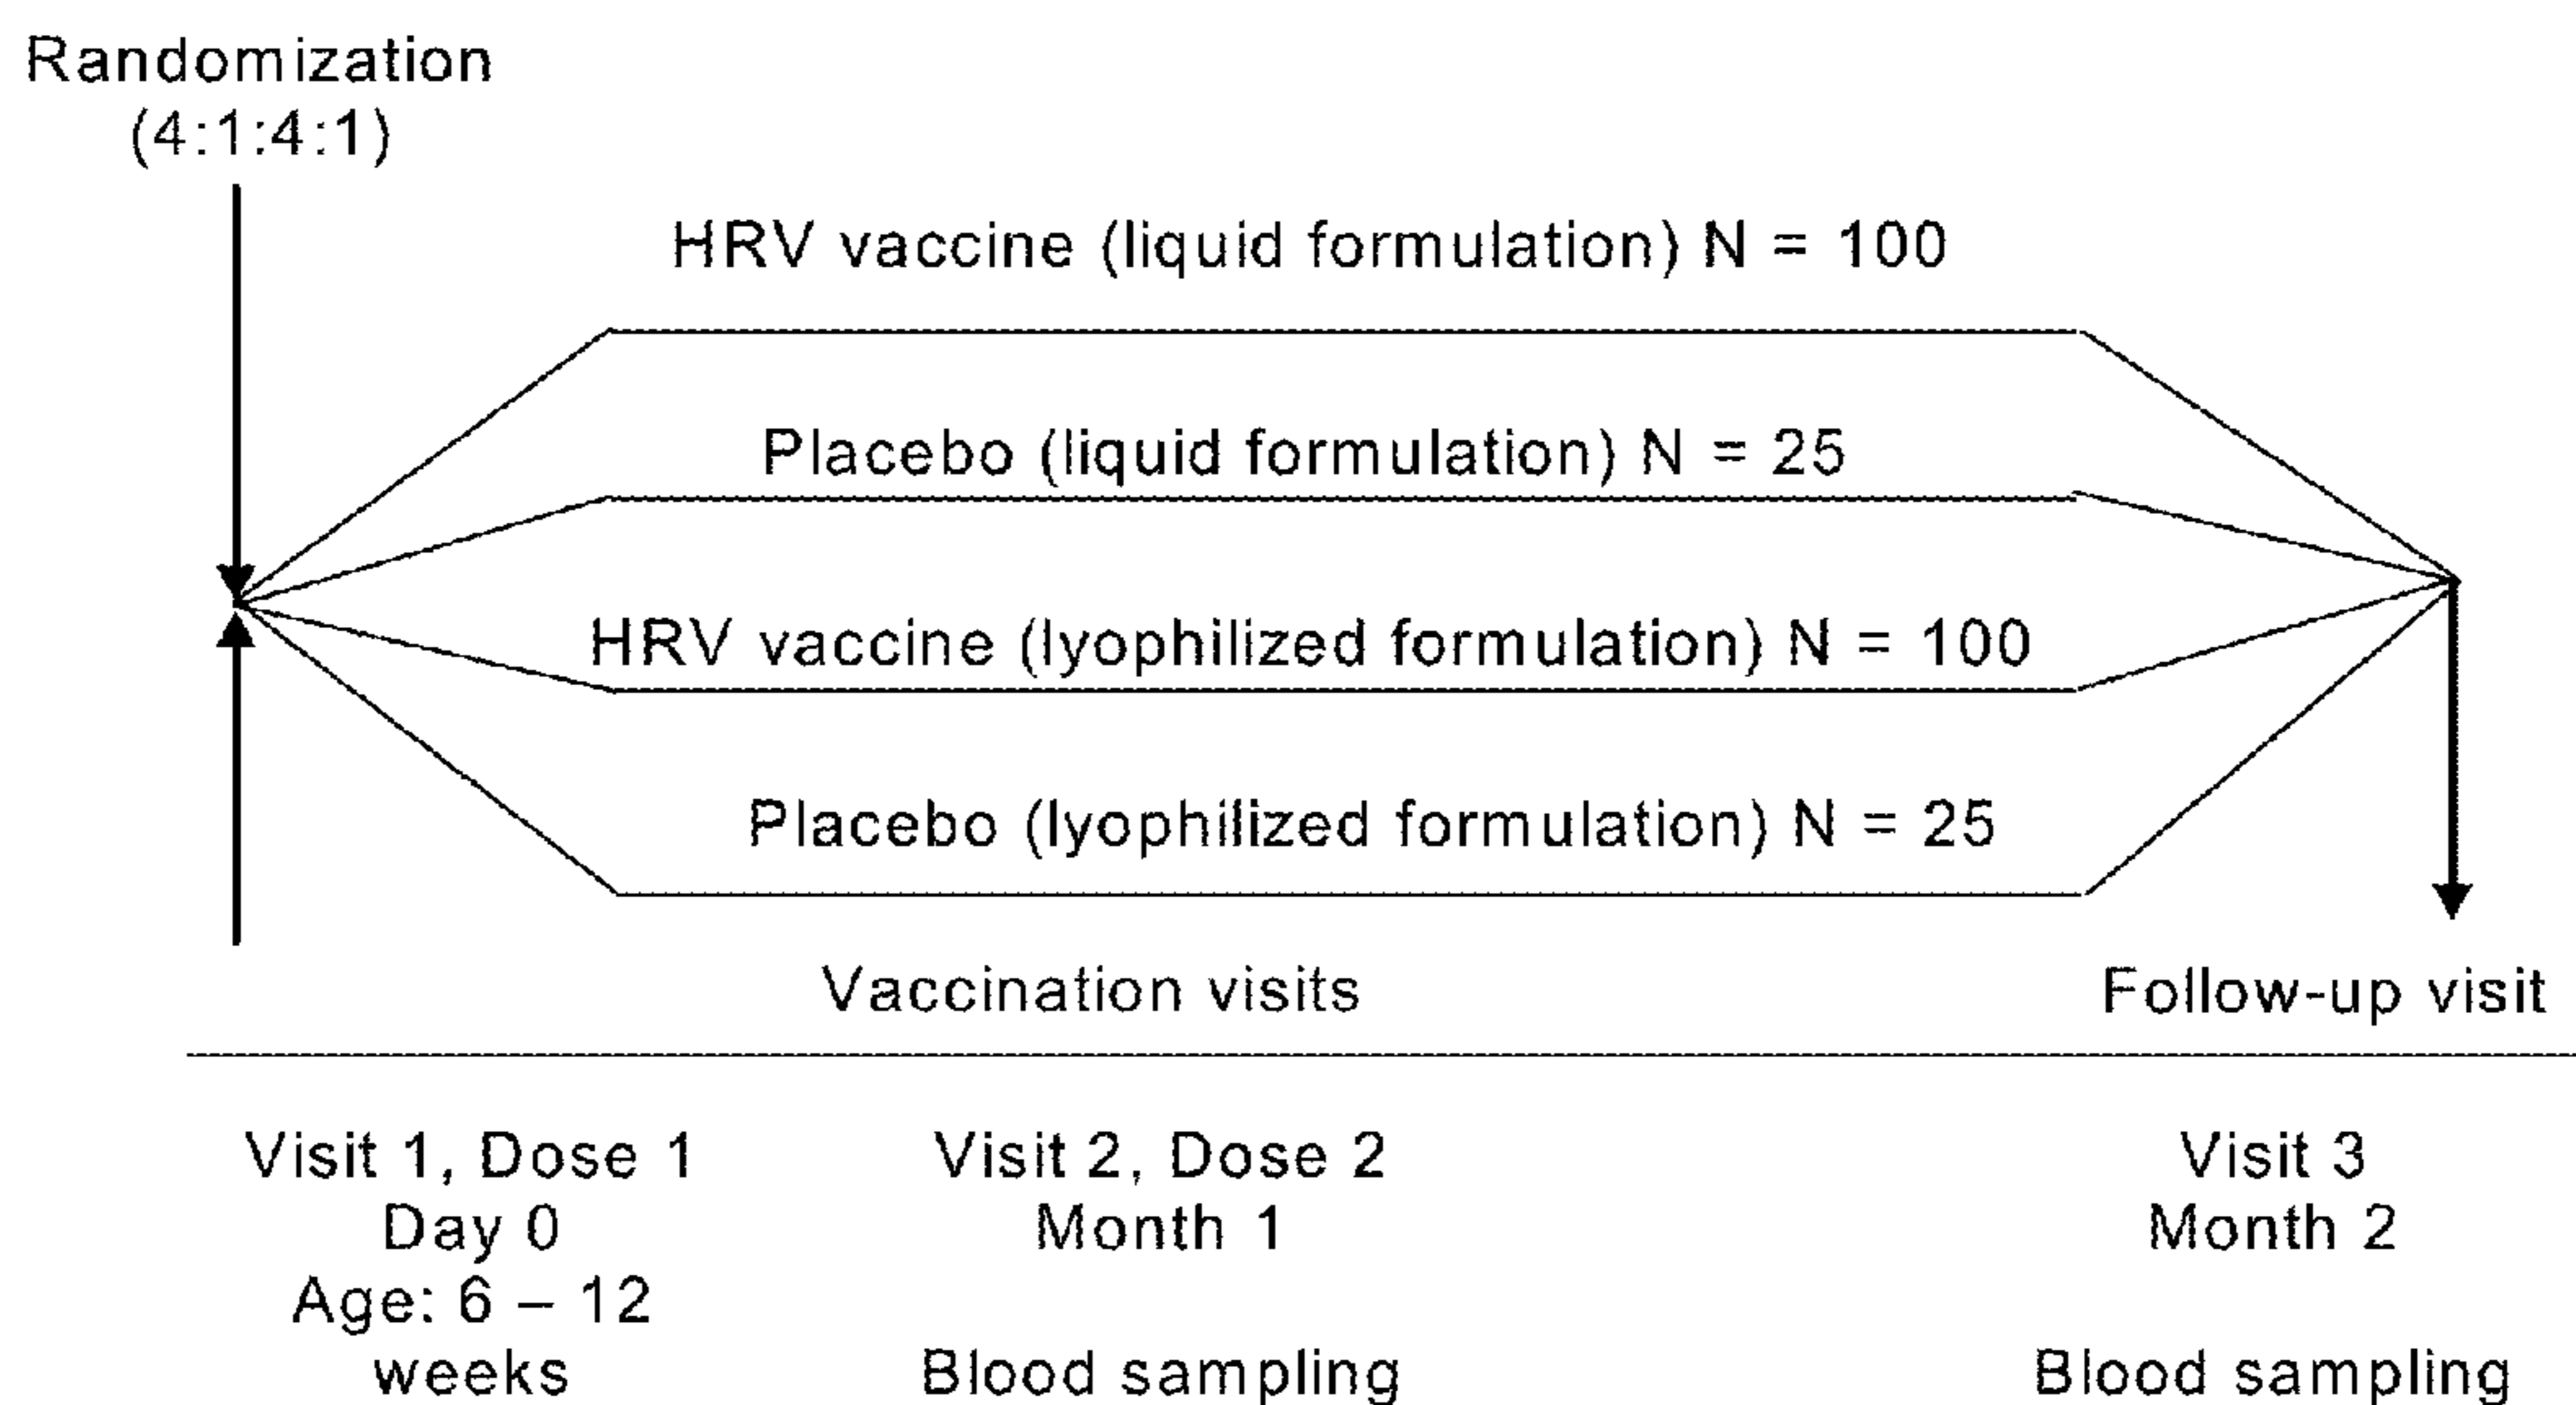 Randomization
(4:1:4:1)
HRV vaccine (liquid formulation) N = 100
Placebo (liquid formulation) N = 25
HRV vaccine (lyophilized formulation) N = 100
Placebo (lyophilized formulation) N = 25
Vaccination visits
Follow-up visit
Visit 1, Dose 1
Day 0
Age: 6 – 12
weeks
Visit 2, Dose 2
Month 1
Blood sampling
Visit 3
Month 2
Blood sampling